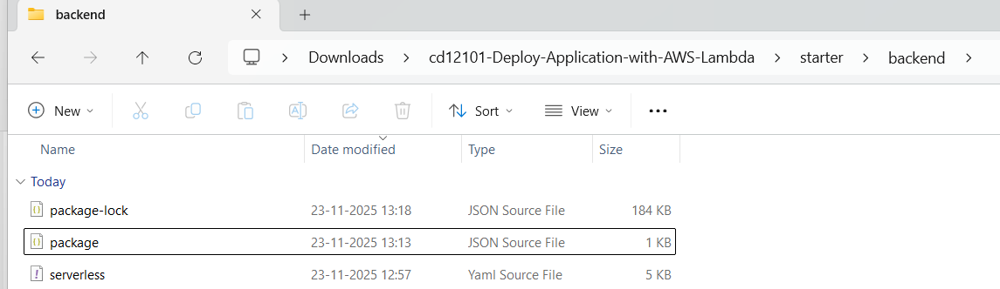 backend
Downloads > cd12101-Deploy-Application-with-AWS-Lambda > starter > backend >
New Sort View
Name Date modified Type Size
Today
package-lock 23-11-2025 13:18 JSON Source File 184 KB
package 23-11-2025 13:13 JSON Source File 1 KB
serverless 23-11-2025 12:57 Yaml Source File 5 KB